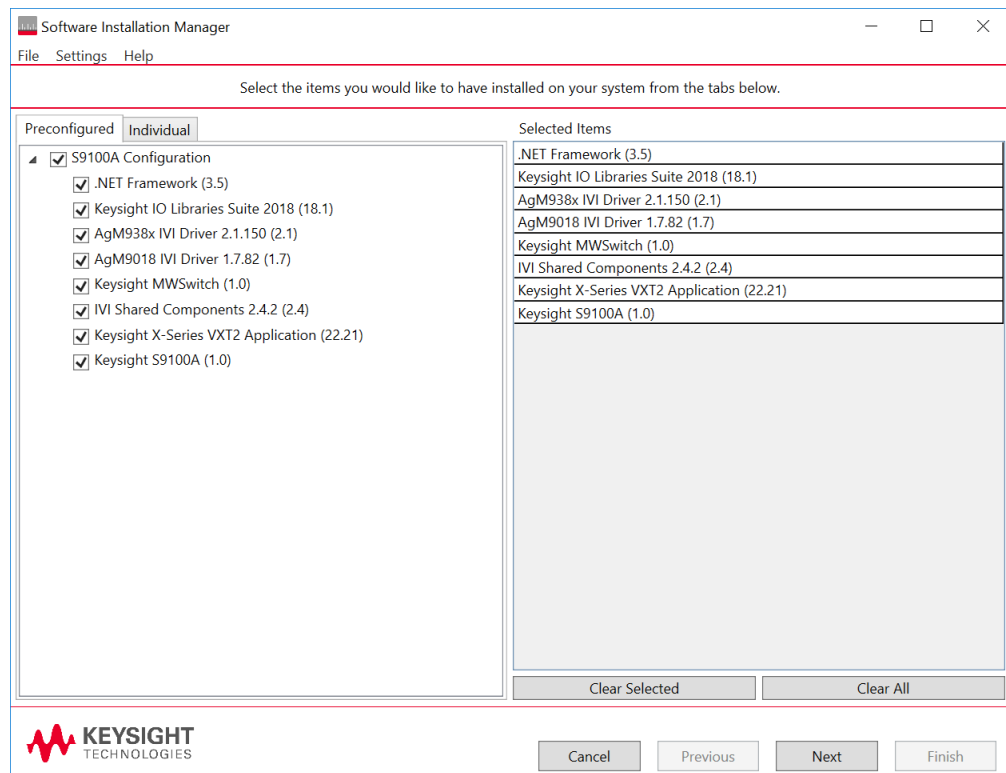 Software Installation Manager
File Settings Help
Select the items you would like to have installed on your system from the tabs below.
Preconfigured Individual
S9100A Configuration
.NET Framework (3.5)
Keysight IO Libraries Suite 2018 (18.1)
AgM938x IVI Driver 2.1.150 (2.1)
AgM9018 IVI Driver 1.7.82 (1.7)
Keysight MWSwitch (1.0)
IVI Shared Components 2.4.2 (2.4)
Keysight X-Series VXT2 Application (22.21)
Keysight S9100A (1.0)
Selected Items
.NET Framework (3.5)
Keysight IO Libraries Suite 2018 (18.1)
AgM938x IVI Driver 2.1.150 (2.1)
AgM9018 IVI Driver 1.7.82 (1.7)
Keysight MWSwitch (1.0)
IVI Shared Components 2.4.2 (2.4)
Keysight X-Series VXT2 Application (22.21)
Keysight S9100A (1.0)
Clear Selected Clear All
KEYSIGHT
TECHNOLOGIES
Cancel Previous Next Finish